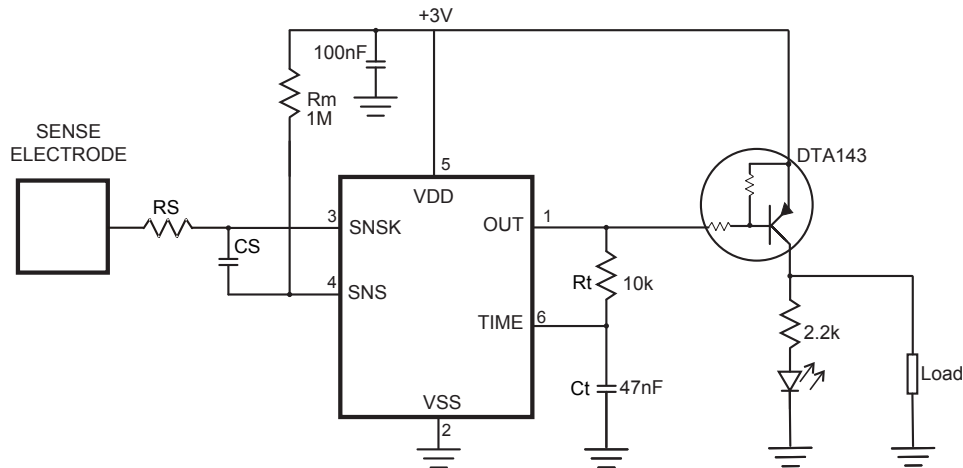 +3V
100nF
Rm
1M
SENSE
ELECTRODE
DTA143
5
VDD
RS
3
SNSK
OUT
1
CS
4
SNS
Rt
10k
TIME
6
2.2k
Ct
47nF
Load
VSS
2